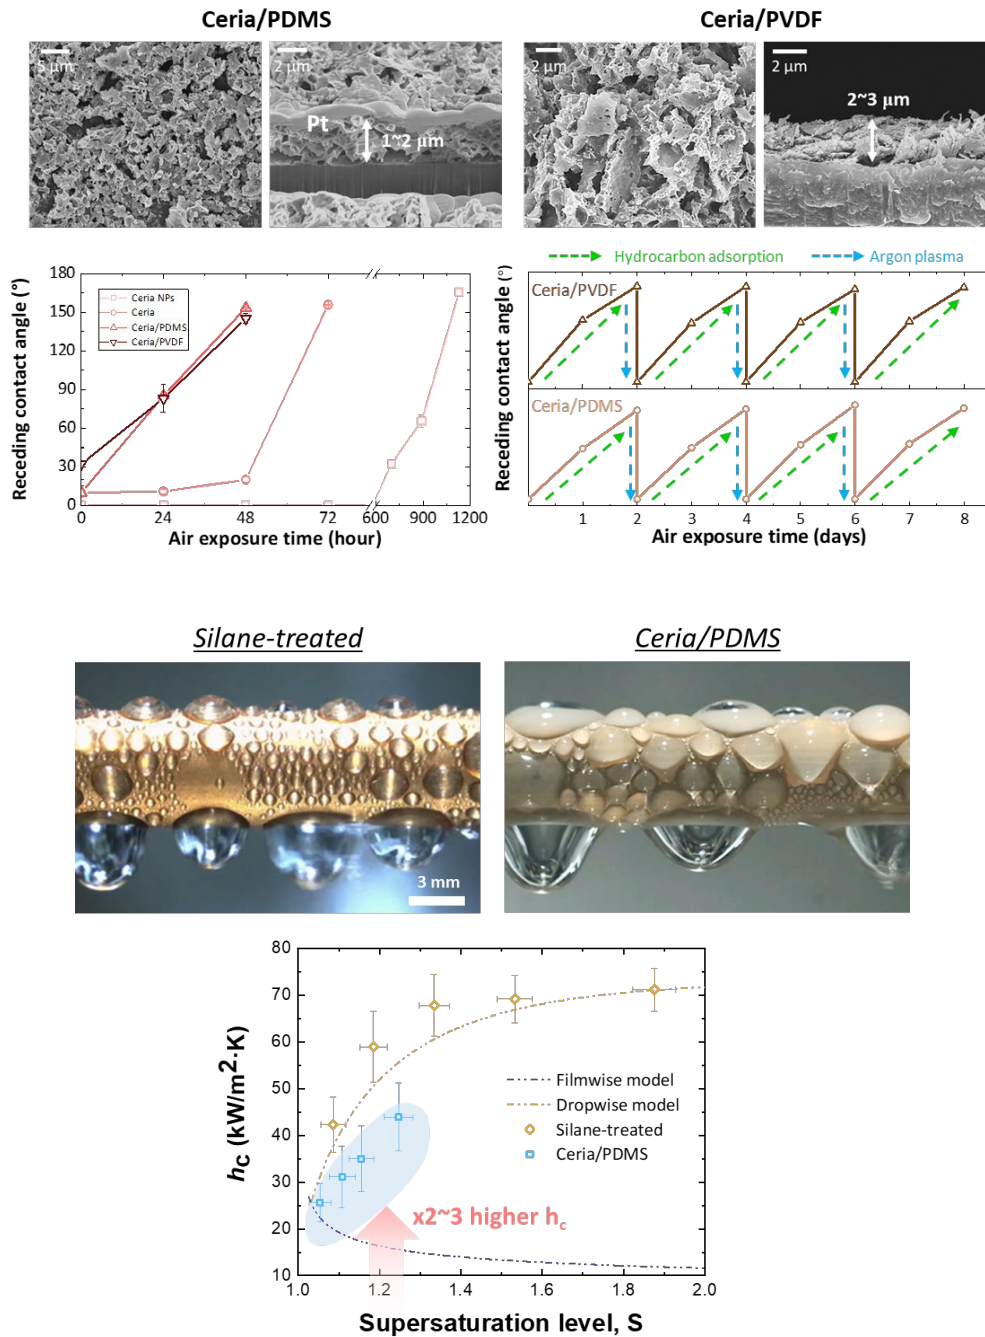 Ceria/PDMS
Ceria/PVDF
5 μm
2 μm
Pt
1~2 μm
2 μm
2 μm
2~3 μm
Receding contact angle (°)
180
150
120
90
60
30
0
Ceria NPs
Ceria
Ceria/PDMS
Ceria/PVDF
0 24 48 72 600 900 1200
Air exposure time (hour)
Hydrocarbon adsorption Argon plasma
Receding contact angle (°)
Ceria/PVDF
Ceria/PDMS
1 2 3 4 5 6 7 8
Air exposure time (days)
Silane-treated
Ceria/PDMS
3 mm
hc (kW/m²·K)
80
70
60
50
40
30
20
10
Filmwise model
Dropwise model
Silane-treated
Ceria/PDMS
x2~3 higher hc
1.0 1.2 1.4 1.6 1.8 2.0
Supersaturation level, S